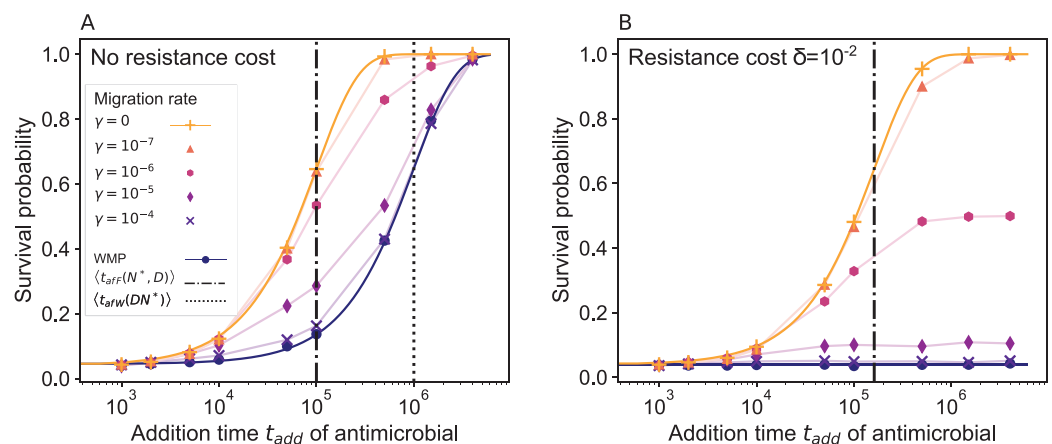 A
No resistance cost
Migration rate
γ = 0
γ = 10⁻⁷
γ = 10⁻⁶
γ = 10⁻⁵
γ = 10⁻⁴
WMP
⟨t_afF(N*, D)⟩
⟨t_afW(DN*)⟩
Survival probability
1.0
0.8
0.6
0.4
0.2
0.0
10³
10⁴
10⁵
10⁶
Addition time t_add of antimicrobial
B
Resistance cost δ=10⁻²
Survival probability
1.0
0.8
0.6
0.4
0.2
0.0
10³
10⁴
10⁵
10⁶
Addition time t_add of antimicrobial